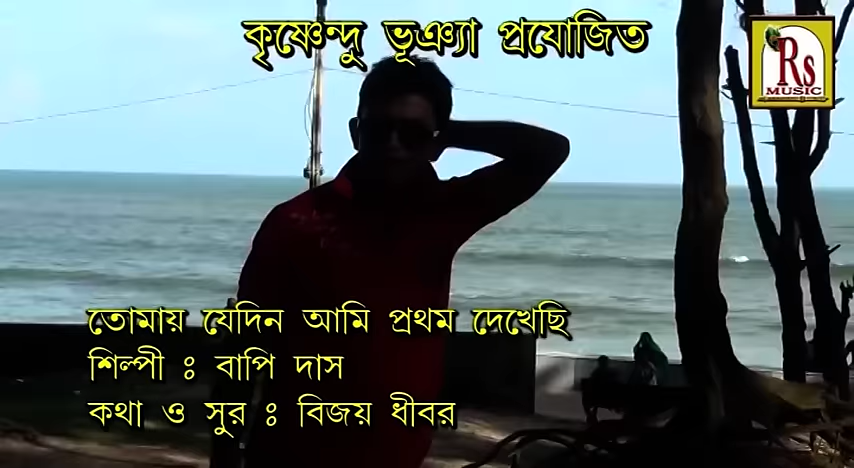 কৃষ্ণেন্দু ভূঞ্যা প্রযোজিত
Rs
MUSIC
তোমায় যেদিন আমি প্রথম দেখেছি
শিল্পী ঃ বাপি দাস
কথা ও সুর ঃ বিজয় ধীবর